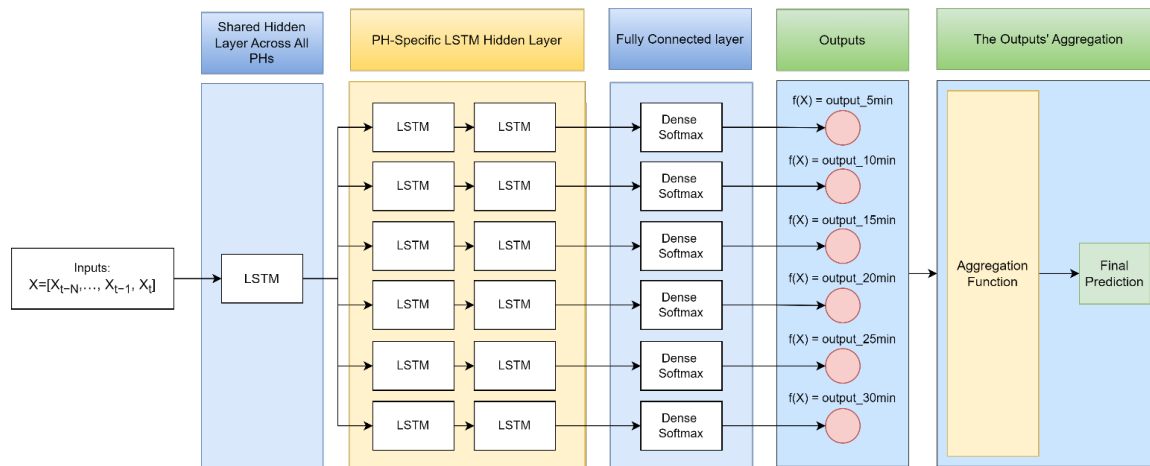 Shared Hidden
Layer Across All
PHs
PH-Specific LSTM Hidden Layer
Fully Connected layer
Outputs
The Outputs' Aggregation
Inputs:
X=[Xt−N,..., Xt−1, Xt]
LSTM
LSTM
LSTM
Dense
Softmax
f(X) = output_5min
LSTM
LSTM
Dense
Softmax
f(X) = output_10min
LSTM
LSTM
Dense
Softmax
f(X) = output_15min
LSTM
LSTM
Dense
Softmax
f(X) = output_20min
LSTM
LSTM
Dense
Softmax
f(X) = output_25min
LSTM
LSTM
Dense
Softmax
f(X) = output_30min
Aggregation
Function
Final
Prediction